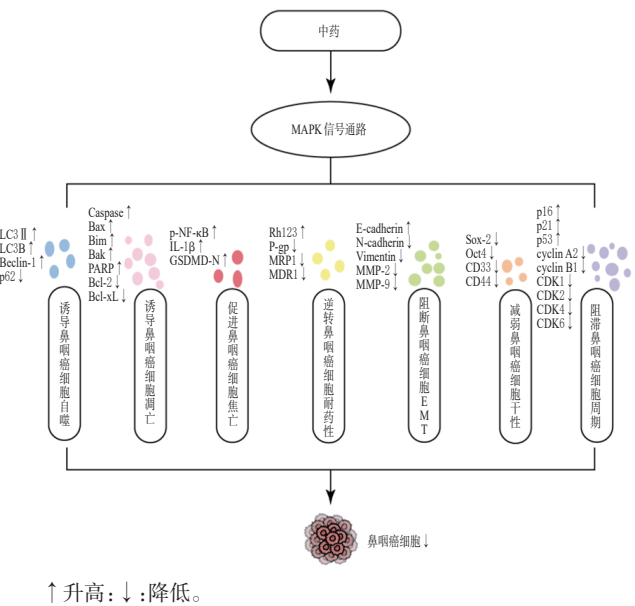 中药
MAPK信号通路
LC3Ⅱ↑
LC3B↑
Beclin-1↑
p62↓
诱导鼻咽癌细胞自噬
Caspase↑
Bax↑
Bim↑
Bak↑
PARP↑
Bcl-2↓
Bcl-xL↓
诱导鼻咽癌细胞凋亡
p-NF-κB↑
IL-1β↑
GSDMD-N↑
促进鼻咽癌细胞焦亡
Rh123↑
P-gp↓
MRP1↓
MDR1↓
逆转鼻咽癌细胞耐药性
E-cadherin↑
N-cadherin↓
Vimentin↓
MMP-2↓
MMP-9↓
阻断鼻咽癌细胞EMT
Sox-2↓
Oct4↓
CD33↓
CD44↓
减弱鼻咽癌细胞干性
p16↑
p21↑
p53↑
cyclin A2↓
cyclin B1↓
CDK1↓
CDK2↓
CDK4↓
CDK6↓
阻滞鼻咽癌细胞周期
鼻咽癌细胞↓
↑升高;↓:降低。